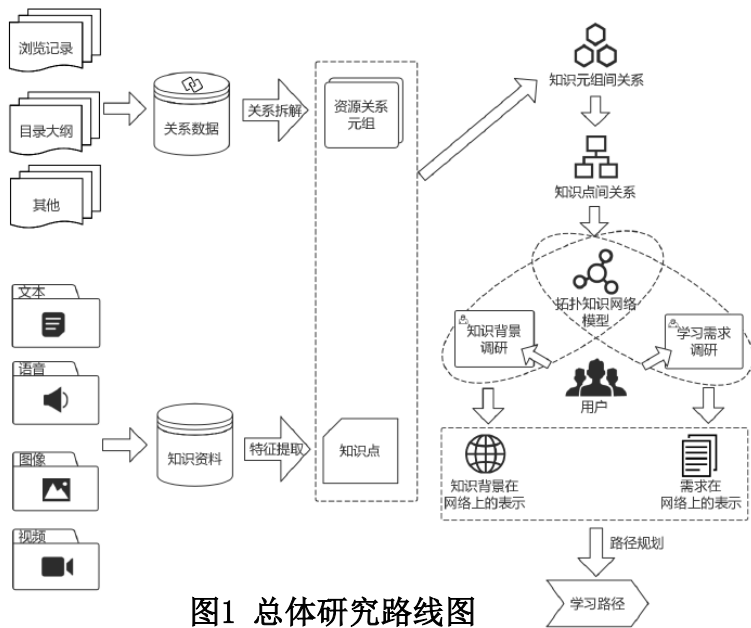 浏览记录
目录大纲
其他
关系数据
关系拆解
资源关系
元组
文本
语音
图像
视频
知识资料
特征提取
知识点
知识元组间关系
知识点间关系
拓扑知识网络
模型
知识背景
调研
学习需求
调研
用户
知识背景在
网络上的表示
需求在
网络上的表示
路径规划
学习路径
图1 总体研究路线图